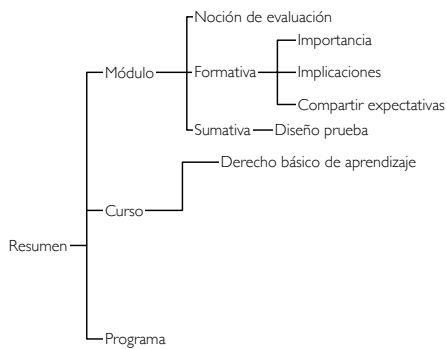 Noción de evaluación
Importancia
Módulo
Formativa
Implicaciones
Compartir expectativas
Sumativa
Diseño prueba
Derecho básico de aprendizaje
Curso
Resumen
Programa